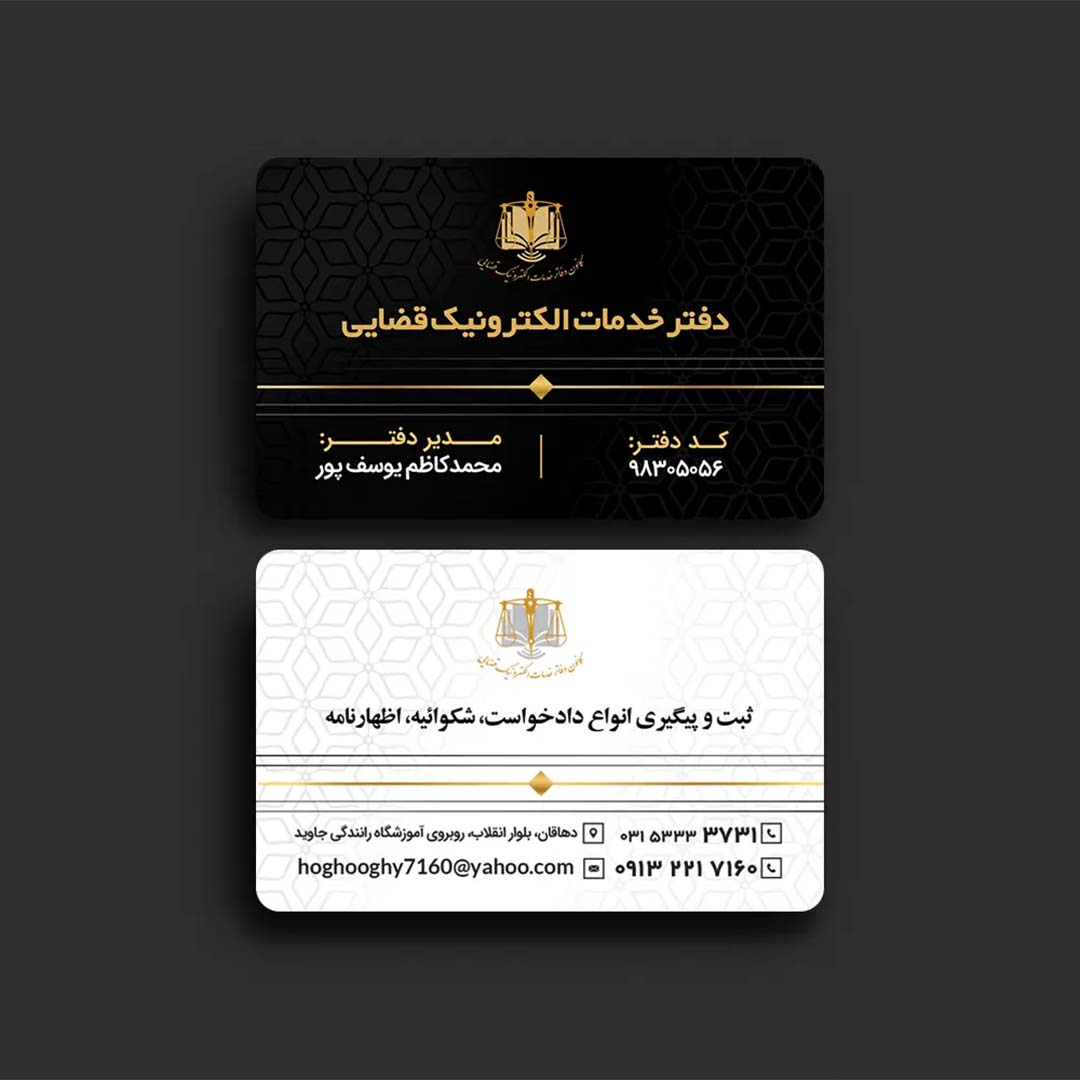 کانون دفاتر خدمات الکترونیک قضایی
دفتر خدمات الکترونیک قضایی
کد دفتر:
۹۸۳۰۵۰۵۶
مدیر دفتر:
محمدکاظم یوسف پور
کانون دفاتر خدمات الکترونیک قضایی
ثبت و پیگیری انواع دادخواست، شکوائیه، اظهارنامه
۰۳۱ ۵۳۳۳ ۳۷۳۱
دهاقان، بلوار انقلاب، روبروی آموزشگاه رانندگی جاوید
۰۹۱۳ ۲۲۱ ۷۱۶۰
hoghooghy7160@yahoo.com